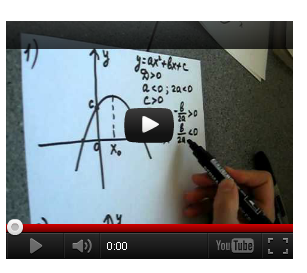 1)
y
y=ax²+bx+c
D>0
a<0; 2a<0
c>0
c
-b/2a>0
b/2a<0
0
x₀
0:00
YouTube